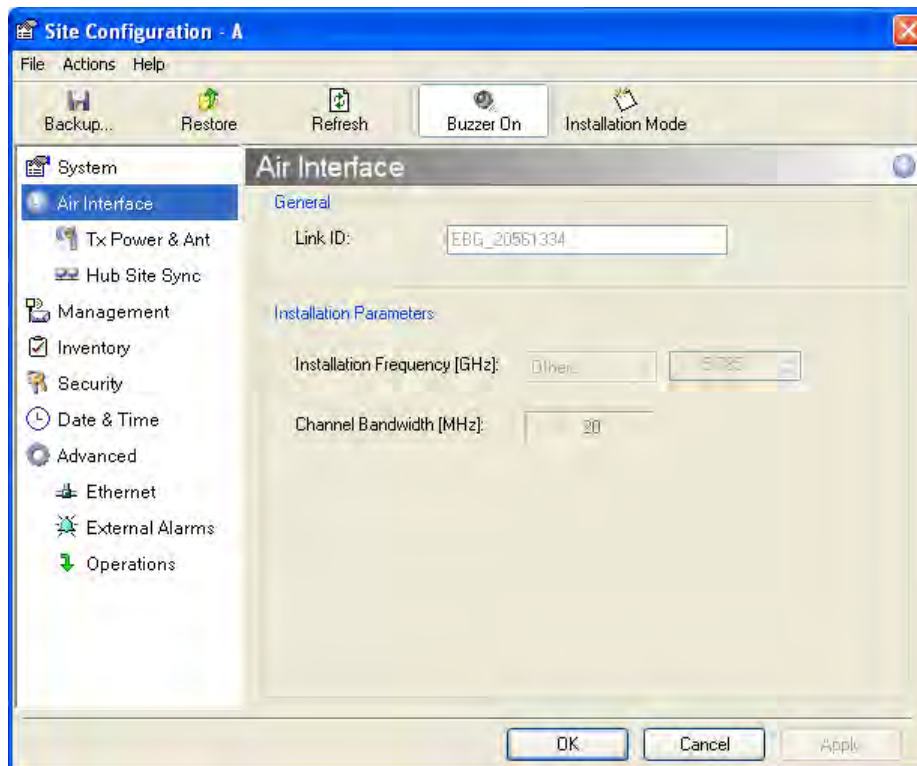 Site Configuration - A
File Actions Help
Backup... Restore Refresh Buzzer On Installation Mode
System
Air Interface
Tx Power & Ant
Hub Site Sync
Management
Inventory
Security
Date & Time
Advanced
Ethernet
External Alarms
Operations
Air Interface
General
Link ID: EBG_20561334
Installation Parameters
Installation Frequency [GHz]: Other... 5.785
Channel Bandwidth [MHz]: 20
OK Cancel Apply